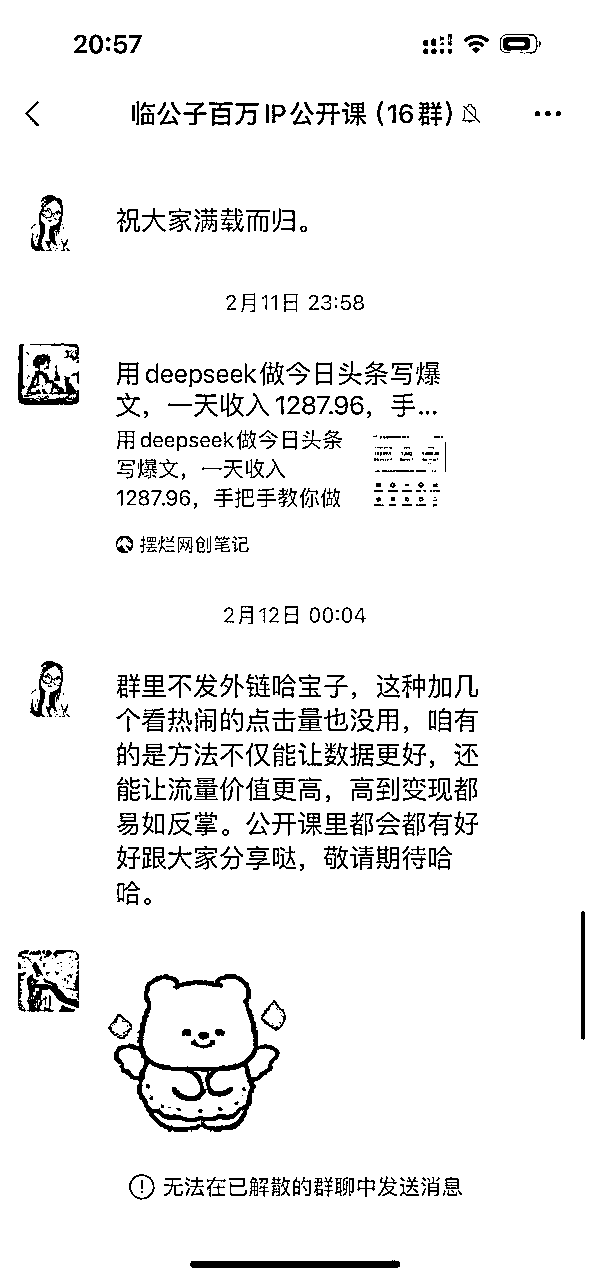 20:57
临公子百万IP公开课（16群）
祝大家满载而归。
2月11日 23:58
用deepseek做今日头条写爆
文，一天收入1287.96，手...
用deepseek做今日头条
写爆文，一天收入
1287.96，手把手教你做
摆烂网创笔记
2月12日 00:04
群里不发外链哈宝子，这种加几
个看热闹的点击量也没用，咱有
的是方法不仅能让数据更好，还
能让流量价值更高，高到变现都
易如反掌。公开课里都会都有好
好跟大家分享哒，敬请期待哈
哈。
无法在已解散的群聊中发送消息